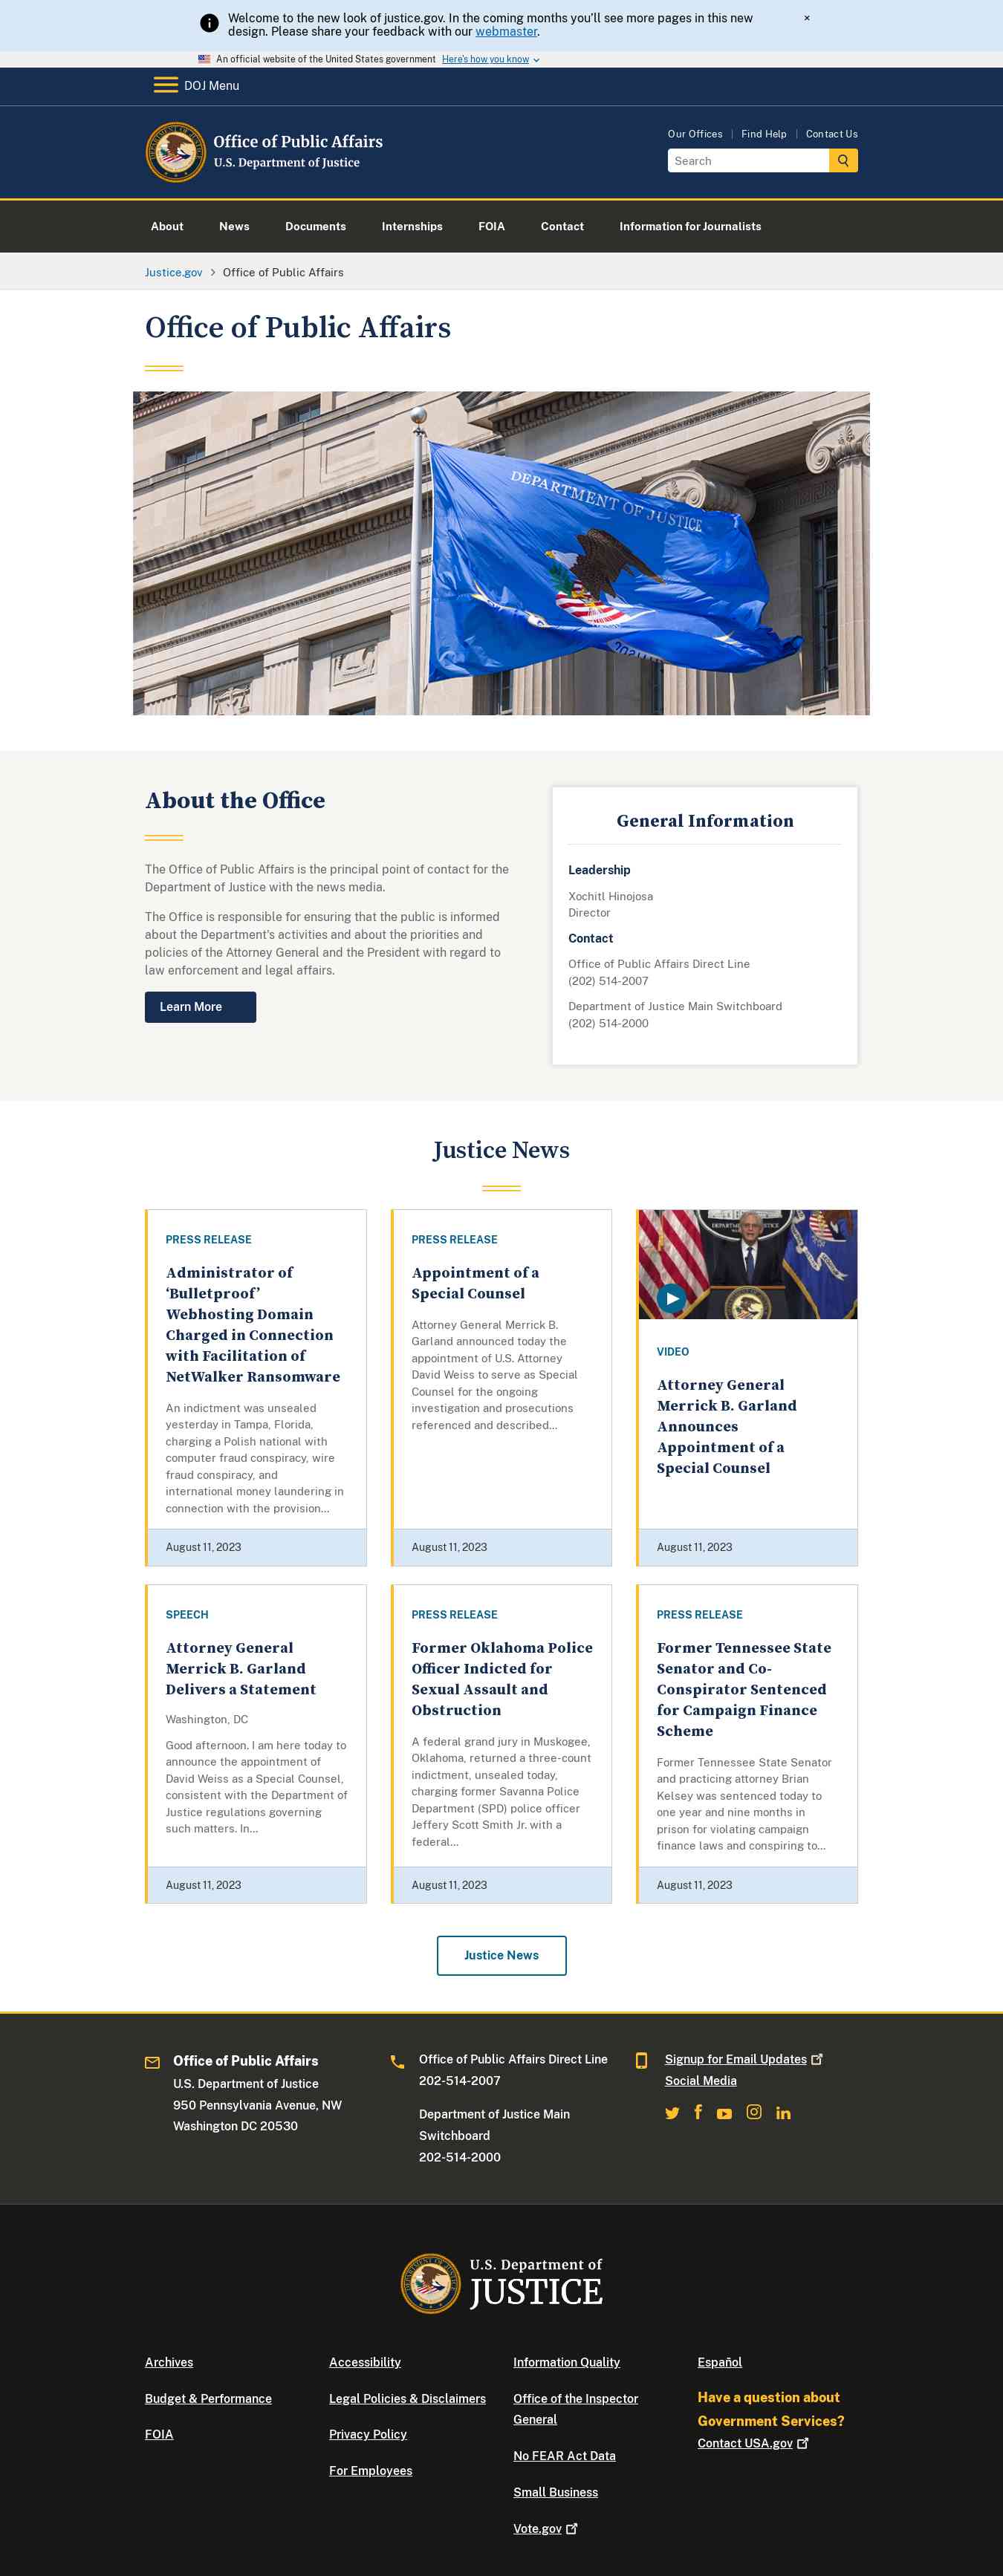 Welcome to the new look of justice.gov. In the coming months you'll see more pages in this new
design. Please share your feedback with our webmaster.
×
An official website of the United States government Here's how you know
DOJ Menu
Office of Public Affairs
U.S. Department of Justice
Our Offices
Find Help
Contact Us
Search
About
News
Documents
Internships
FOIA
Contact
Information for Journalists
Justice.gov
Office of Public Affairs
Office of Public Affairs
DEPARTMENT OF JUSTICE
About the Office
The Office of Public Affairs is the principal point of contact for the
Department of Justice with the news media.
The Office is responsible for ensuring that the public is informed
about the Department's activities and about the priorities and
policies of the Attorney General and the President with regard to
law enforcement and legal affairs.
Learn More
General Information
Leadership
Xochitl Hinojosa
Director
Contact
Office of Public Affairs Direct Line
(202) 514-2007
Department of Justice Main Switchboard
(202) 514-2000
Justice News
PRESS RELEASE
Administrator of
‘Bulletproof’
Webhosting Domain
Charged in Connection
with Facilitation of
NetWalker Ransomware
An indictment was unsealed
yesterday in Tampa, Florida,
charging a Polish national with
computer fraud conspiracy, wire
fraud conspiracy, and
international money laundering in
connection with the provision...
August 11, 2023
PRESS RELEASE
Appointment of a
Special Counsel
Attorney General Merrick B.
Garland announced today the
appointment of U.S. Attorney
David Weiss to serve as Special
Counsel for the ongoing
investigation and prosecutions
referenced and described...
August 11, 2023
VIDEO
Attorney General
Merrick B. Garland
Announces
Appointment of a
Special Counsel
August 11, 2023
SPEECH
Attorney General
Merrick B. Garland
Delivers a Statement
Washington, DC
Good afternoon. I am here today to
announce the appointment of
David Weiss as a Special Counsel,
consistent with the Department of
Justice regulations governing
such matters. In...
August 11, 2023
PRESS RELEASE
Former Oklahoma Police
Officer Indicted for
Sexual Assault and
Obstruction
A federal grand jury in Muskogee,
Oklahoma, returned a three-count
indictment, unsealed today,
charging former Savanna Police
Department (SPD) police officer
Jeffery Scott Smith Jr. with a
federal...
August 11, 2023
PRESS RELEASE
Former Tennessee State
Senator and Co-
Conspirator Sentenced
for Campaign Finance
Scheme
Former Tennessee State Senator
and practicing attorney Brian
Kelsey was sentenced today to
one year and nine months in
prison for violating campaign
finance laws and conspiring to...
August 11, 2023
Justice News
Office of Public Affairs
U.S. Department of Justice
950 Pennsylvania Avenue, NW
Washington DC 20530
Office of Public Affairs Direct Line
202-514-2007
Department of Justice Main
Switchboard
202-514-2000
Signup for Email Updates
Social Media
U.S. Department of
JUSTICE
Archives
Budget & Performance
FOIA
Accessibility
Legal Policies & Disclaimers
Privacy Policy
For Employees
Information Quality
Office of the Inspector
General
No FEAR Act Data
Small Business
Vote.gov
Español
Have a question about
Government Services?
Contact USA.gov